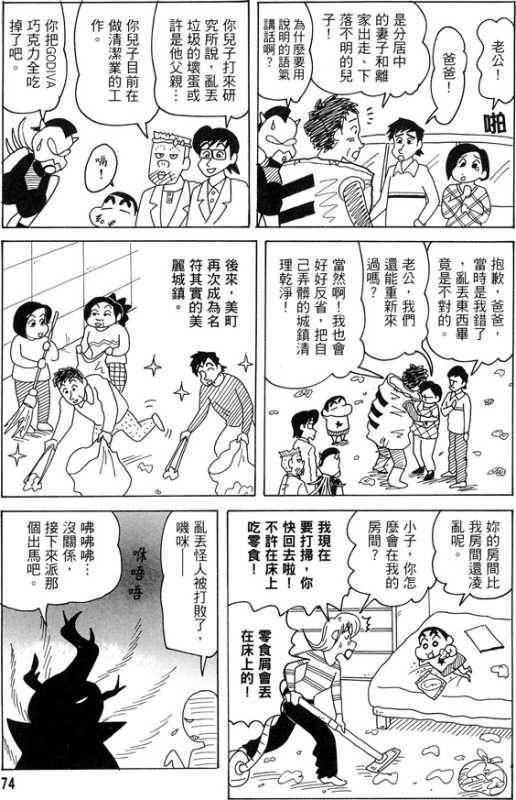 老公！
爸爸！
啪
是分居中
的妻子和離
家出走、下
落不明的兒
子！
為什麼要用
說明的語氣
講話啊？
你兒子打來研
究所說，亂丟
垃圾的壞蛋或
許是他父親…
你兒子目前在
做清潔業的工
作。
嗝！
你把GODIVA
巧克力全吃
掉了吧。
抱歉，爸爸，
當時是我錯了
，亂丟東西畢
竟是不對的。
老公，我們
還能重新來
過嗎？
當然啊！我也會
好好反省，把自
己弄髒的城鎮清
理乾淨！
後來，美町
再次成為名
符其實的美
麗城鎮。
妳的房間比
我房間還凌
亂呢。
小子，你怎
麼會在我的
房間？
我現在
要打掃，你
快回去啦！
不許在床上
吃零食！
零食屑會丟
在床上的！
亂丟怪人被
打敗了，
嘰咪—
咻唔唔
咈咈咈…
沒關係，
接下來派那
個出馬吧。
74